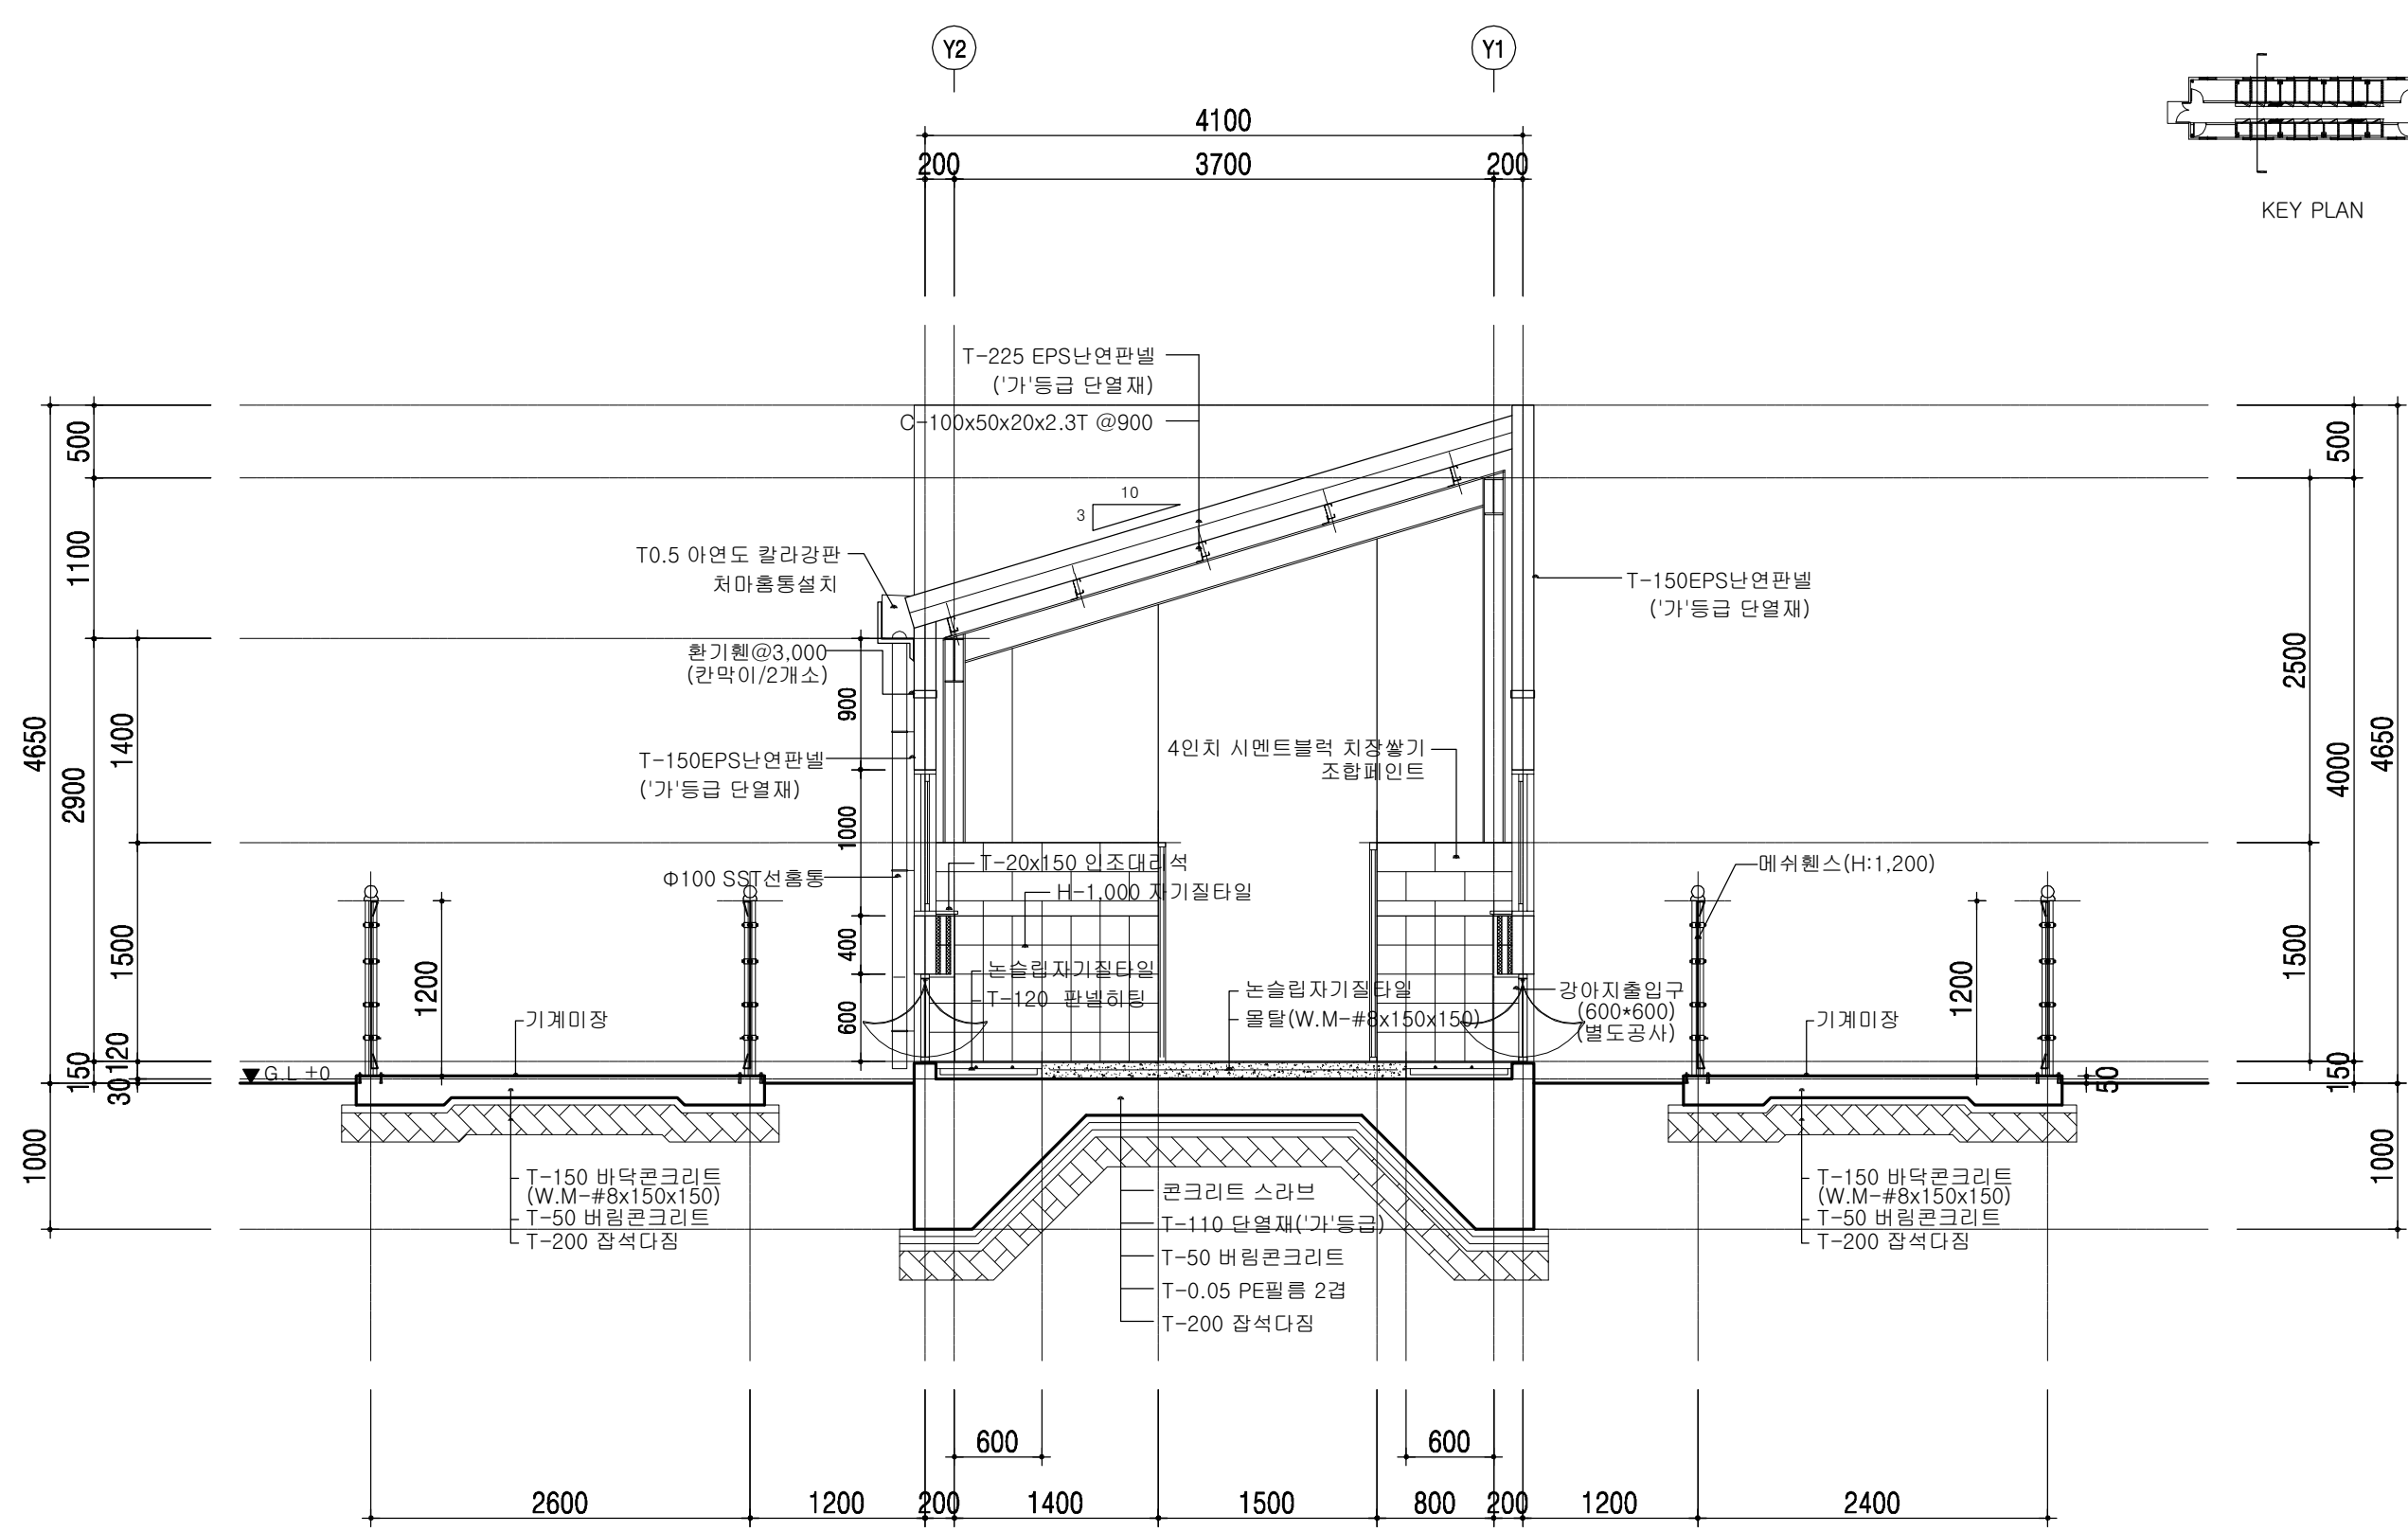 Y2
Y1
4100
200
3700
200
KEY PLAN
T-225 EPS난연판넬
('가'등급 단열재)
C-100x50x20x2.3T @900
10
3
T0.5 아연도 칼라강판
처마홈통설치
T-150EPS난연판넬
('가'등급 단열재)
환기휀@3,000
(칸막이/2개소)
T-150EPS난연판넬
('가'등급 단열재)
4인치 시멘트블럭 치장쌓기
조합페인트
T-20x150 인조대리석
Φ100 SST선홈통
H-1,000 자기질타일
메쉬휀스(H:1,200)
논슬립자기질타일
T-120 판넬히팅
논슬립자기질타일
몰탈(W.M-#8x150x150)
강아지출입구
(600*600)
(별도공사)
기계미장
기계미장
G.L ±0
4650
1000
500
1100
2900
150
1400
1500
120
30
900
1000
400
600
1200
1200
2500
1500
50
500
4000
150
4650
1000
T-150 바닥콘크리트
(W.M-#8x150x150)
T-50 버림콘크리트
T-200 잡석다짐
콘크리트 스라브
T-110 단열재('가'등급)
T-50 버림콘크리트
T-0.05 PE필름 2겹
T-200 잡석다짐
T-150 바닥콘크리트
(W.M-#8x150x150)
T-50 버림콘크리트
T-200 잡석다짐
600
600
2600
1200
200
1400
1500
800
200
1200
2400